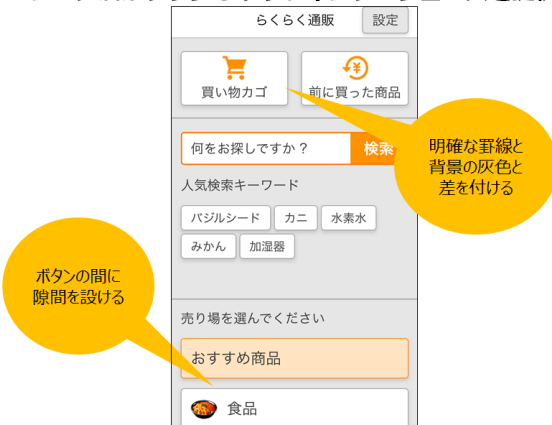 らくらく通販
設定
買い物カゴ
前に買った商品
何をお探しですか？
検索
明確な罫線と
背景の灰色と
差を付ける
人気検索キーワード
バジルシード
カニ
水素水
みかん
加湿器
ボタンの間に
隙間を設ける
売り場を選んでください
おすすめ商品
食品